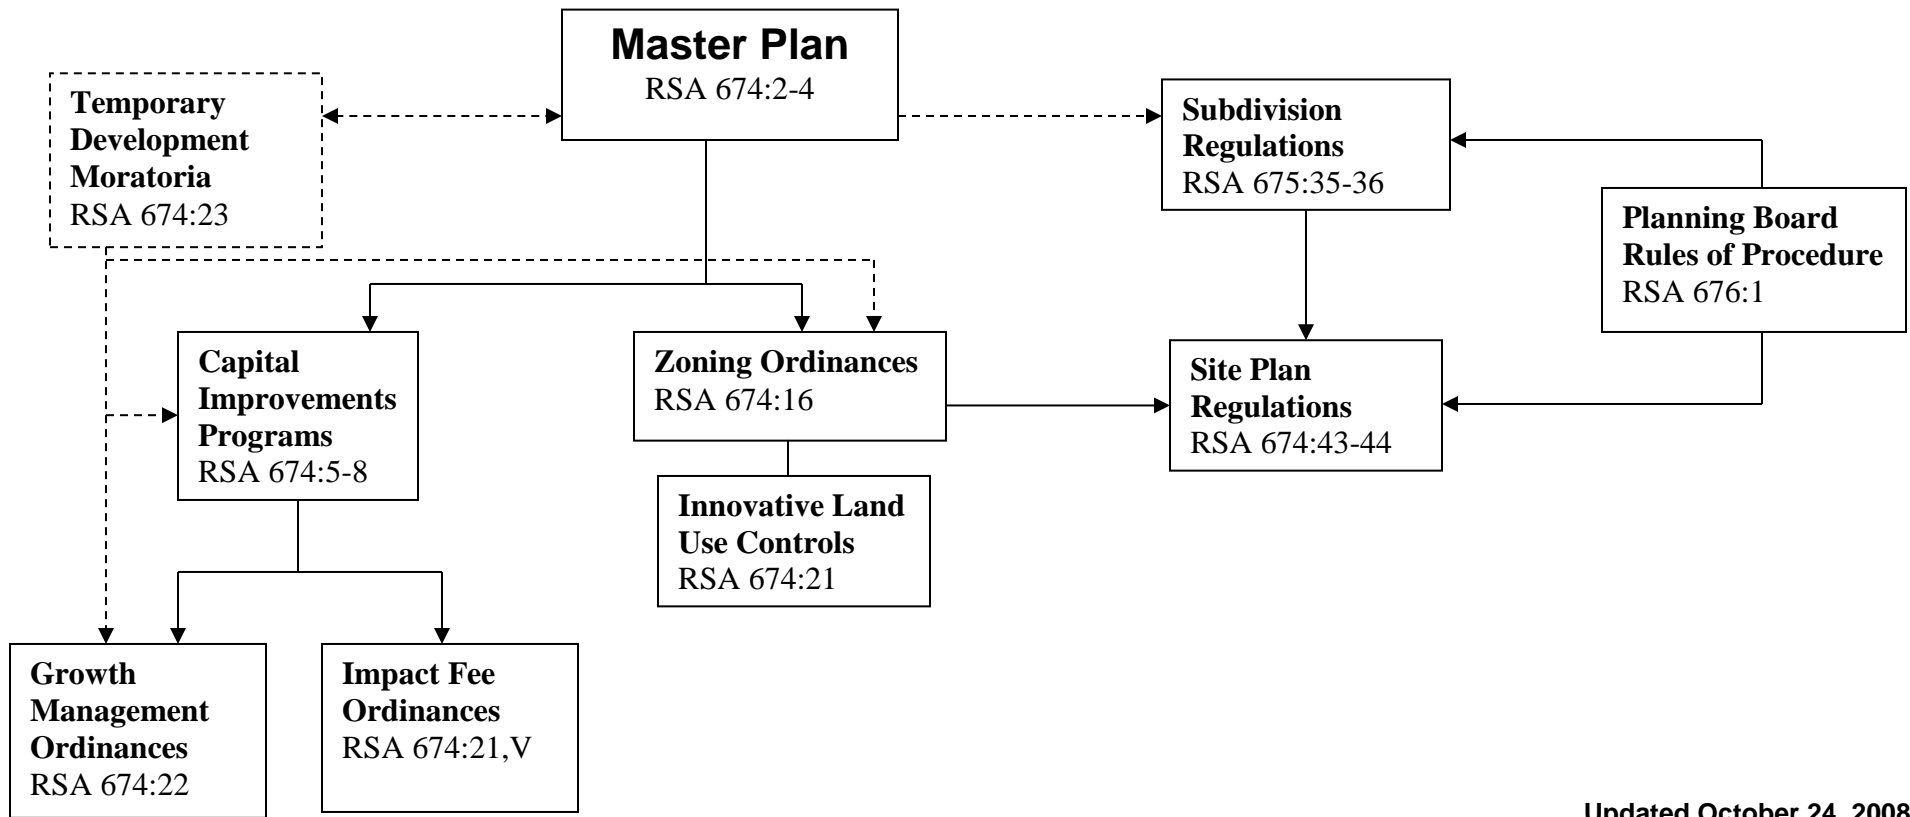 Master Plan
RSA 674:2-4
Temporary
Development
Moratoria
RSA 674:23
Subdivision
Regulations
RSA 675:35-36
Planning Board
Rules of Procedure
RSA 676:1
Capital
Improvements
Programs
RSA 674:5-8
Zoning Ordinances
RSA 674:16
Site Plan
Regulations
RSA 674:43-44
Innovative Land
Use Controls
RSA 674:21
Growth
Management
Ordinances
RSA 674:22
Impact Fee
Ordinances
RSA 674:21,V
Updated October 24, 2008